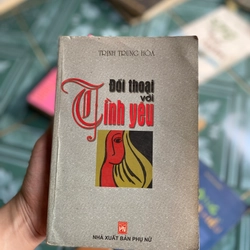 TRỊNH TRUNG HÒA
Đối thoại
với
Tình yêu
NHÀ XUẤT BẢN PHỤ NỮ